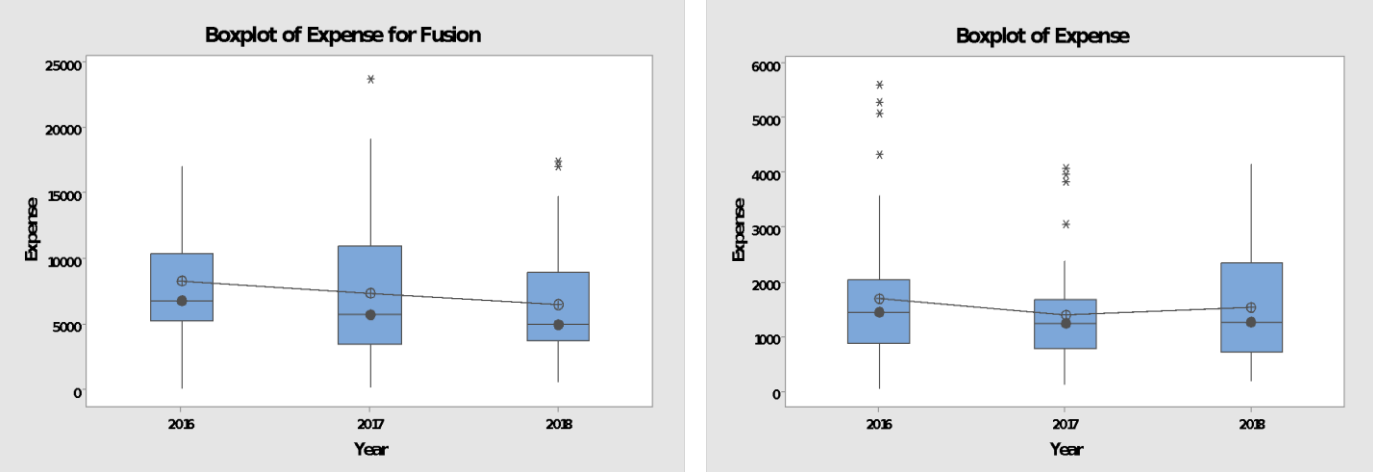 Boxplot of Expense for Fusion
25000
20000
15000
10000
5000
0
Expense
2016 2017 2018
Year
Boxplot of Expense
6000
5000
4000
3000
2000
1000
0
Expense
2016 2017 2018
Year